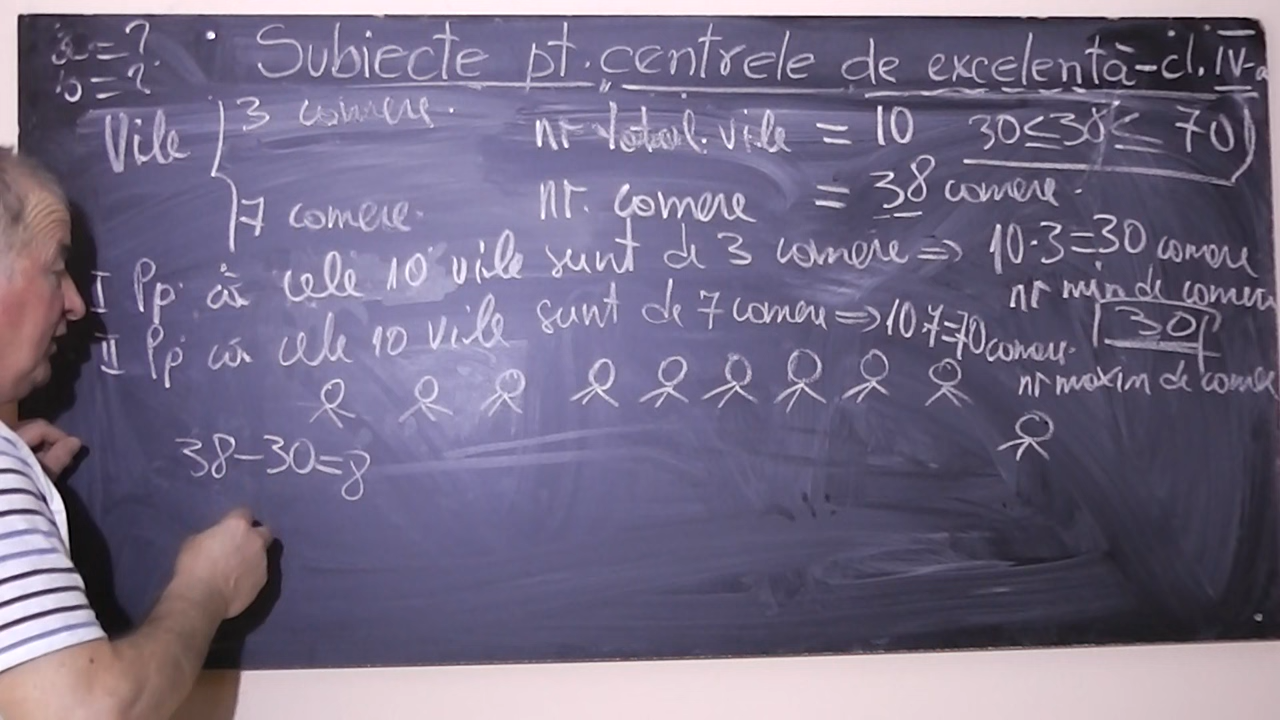 a=?
b=?
Subiecte pt. centrele de excelență-cl. IV-a
Vile
3 camere.
7 camere.
nr total. vile = 10
30≤38≤70
nr. camere = 38 camere.
I Pp. că cele 10 vile sunt de 3 camere => 10·3=30 camere
nr min de camere
30
II Pp că cele 10 vile sunt de 7 camere => 10·7=70 camere.
nr maxim de camere
38-30=8